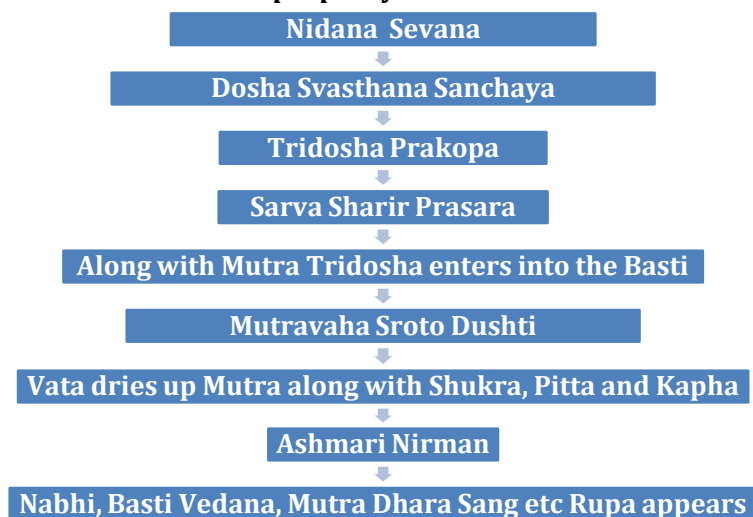 Nidana Sevana
Dosha Svasthana Sanchaya
Tridosha Prakopa
Sarva Sharir Prasara
Along with Mutra Tridosha enters into the Basti
Mutravaha Sroto Dushti
Vata dries up Mutra along with Shukra, Pitta and Kapha
Ashmari Nirman
Nabhi, Basti Vedana, Mutra Dhara Sang etc Rupa appears